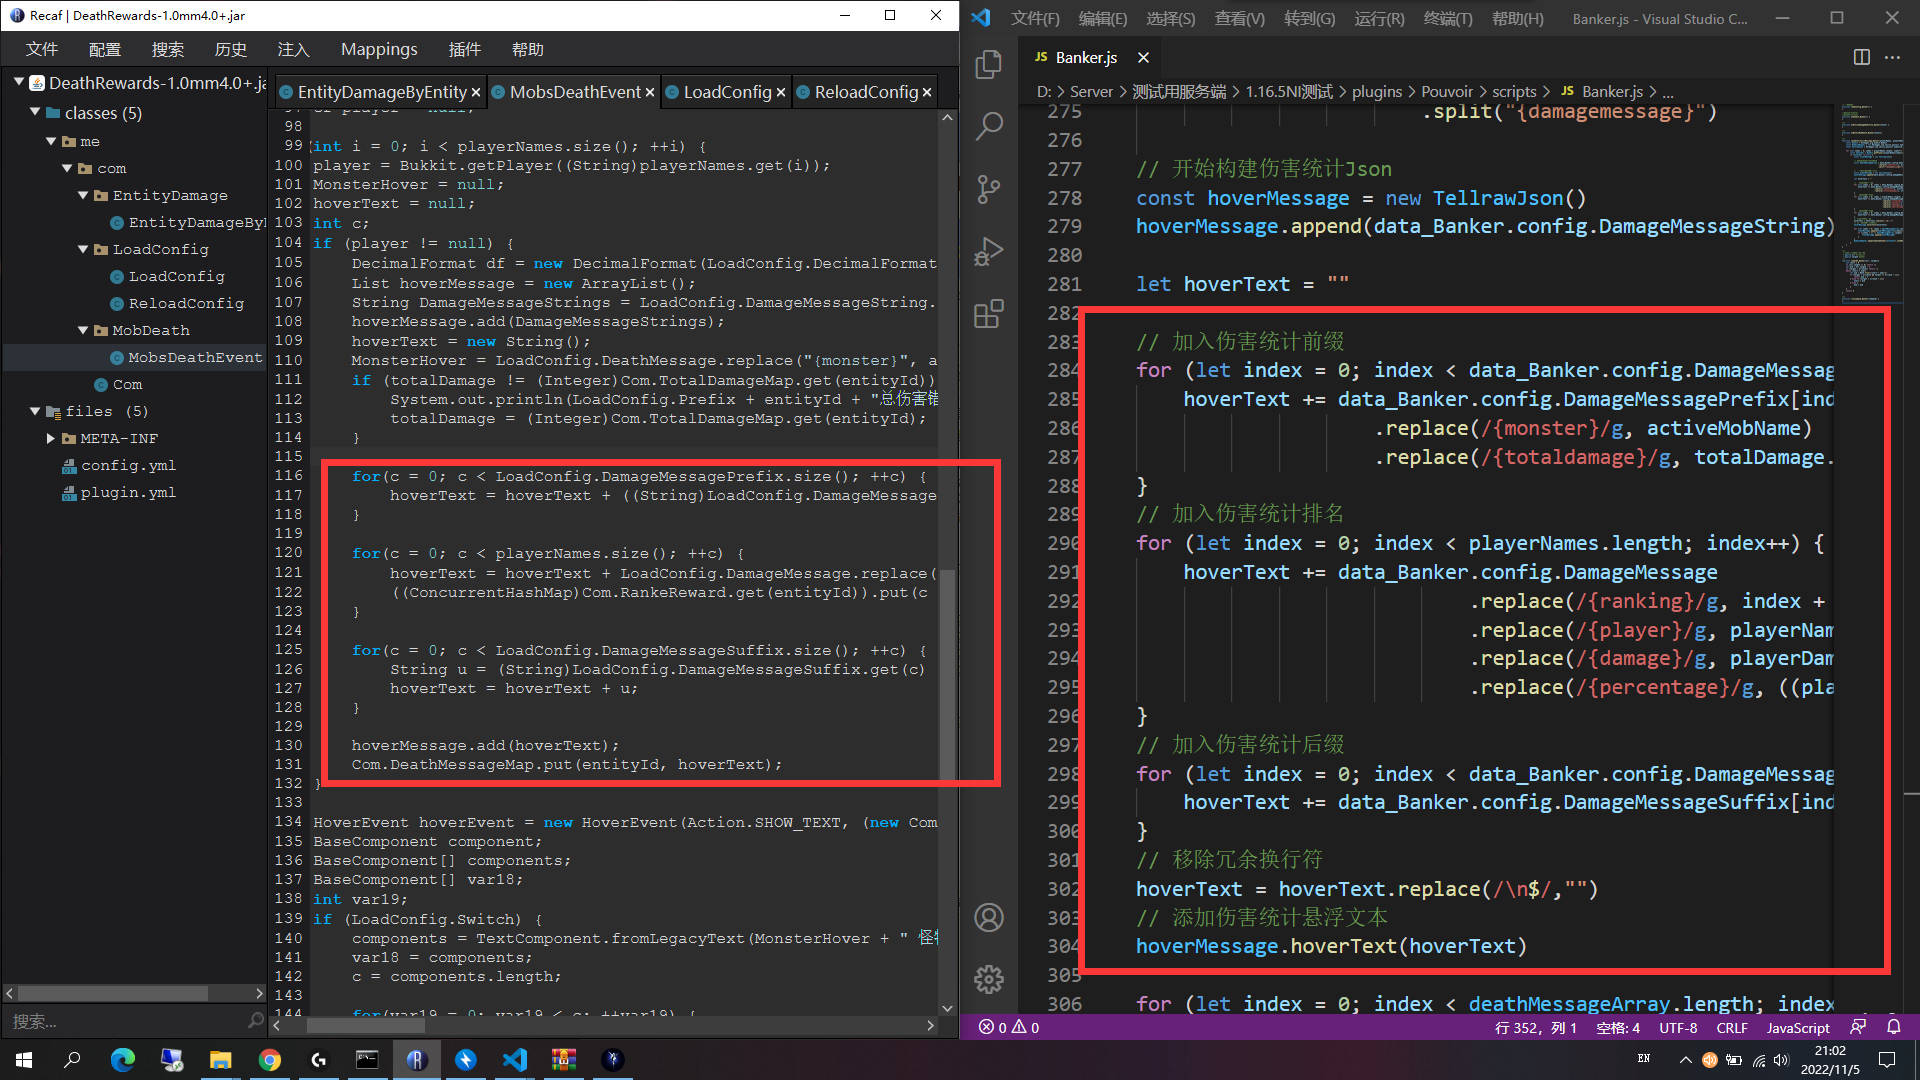 Recaf | DeathRewards-1.0mm4.0+.jar
文件 配置 搜索 历史 注入 Mappings 插件 帮助
DeathRewards-1.0mm4.0+.ja
classes (5)
me
com
EntityDamage
EntityDamageByE
LoadConfig
LoadConfig
ReloadConfig
MobDeath
MobsDeathEvent
Com
files (5)
META-INF
config.yml
plugin.yml
搜索...
EntityDamageByEntity MobsDeathEvent LoadConfig ReloadConfig
98
99 (int i = 0; i < playerNames.size(); ++i) {
100 player = Bukkit.getPlayer((String)playerNames.get(i));
101 MonsterHover = null;
102 hoverText = null;
103 int c;
104 if (player != null) {
105 DecimalFormat df = new DecimalFormat(LoadConfig.DecimalFormat
106 List hoverMessage = new ArrayList();
107 String DamageMessageStrings = LoadConfig.DamageMessageString.
108 hoverMessage.add(DamageMessageStrings);
109 hoverText = new String();
110 MonsterHover = LoadConfig.DeathMessage.replace("{monster}", a
111 if (totalDamage != (Integer)Com.TotalDamageMap.get(entityId))
112 System.out.println(LoadConfig.Prefix + entityId + "总伤害错
113 totalDamage = (Integer)Com.TotalDamageMap.get(entityId);
114 }
115
116 for(c = 0; c < LoadConfig.DamageMessagePrefix.size(); ++c) {
117 hoverText = hoverText + ((String)LoadConfig.DamageMessage
118 }
119
120 for(c = 0; c < playerNames.size(); ++c) {
121 hoverText = hoverText + LoadConfig.DamageMessage.replace(
122 ((ConcurrentHashMap)Com.RankeReward.get(entityId)).put(c
123 }
124
125 for(c = 0; c < LoadConfig.DamageMessageSuffix.size(); ++c) {
126 String u = (String)LoadConfig.DamageMessageSuffix.get(c)
127 hoverText = hoverText + u;
128 }
129
130 hoverMessage.add(hoverText);
131 Com.DeathMessageMap.put(entityId, hoverText);
132 }
133
134 HoverEvent hoverEvent = new HoverEvent(Action.SHOW_TEXT, (new Com
135 BaseComponent component;
136 BaseComponent[] components;
137 BaseComponent[] var18;
138 int var19;
139 if (LoadConfig.Switch) {
140 components = TextComponent.fromLegacyText(MonsterHover + " 怪物
141 var18 = components;
142 c = components.length;
143
144 for(var19 = 0; var19 < c; ++var19) {
文件(F) 编辑(E) 选择(S) 查看(V) 转到(G) 运行(R) 终端(T) 帮助(H) Banker.js - Visual Studio C...
JS Banker.js
D: > Server > 测试用服务端 > 1.16.5NI测试 > plugins > Pouvoir > scripts > JS Banker.js > ...
275 .split("{damagemessage}")
276
277 // 开始构建伤害统计Json
278 const hoverMessage = new TellrawJson()
279 hoverMessage.append(data_Banker.config.DamageMessageString)
280
281 let hoverText = ""
282
283 // 加入伤害统计前缀
284 for (let index = 0; index < data_Banker.config.DamageMessag
285 hoverText += data_Banker.config.DamageMessagePrefix[ind
286 .replace(/{monster}/g, activeMobName)
287 .replace(/{totaldamage}/g, totalDamage.
288 }
289 // 加入伤害统计排名
290 for (let index = 0; index < playerNames.length; index++) {
291 hoverText += data_Banker.config.DamageMessage
292 .replace(/{ranking}/g, index +
293 .replace(/{player}/g, playerNam
294 .replace(/{damage}/g, playerDam
295 .replace(/{percentage}/g, ((pla
296 }
297 // 加入伤害统计后缀
298 for (let index = 0; index < data_Banker.config.DamageMessag
299 hoverText += data_Banker.config.DamageMessageSuffix[ind
300 }
301 // 移除冗余换行符
302 hoverText = hoverText.replace(/\n$/,"")
303 // 添加伤害统计悬浮文本
304 hoverMessage.hoverText(hoverText)
305
306 for (let index = 0; index < deathMessageArray.length; index
0 0 行 352，列 1 空格: 4 UTF-8 CRLF JavaScript
EN 21:02
2022/11/5